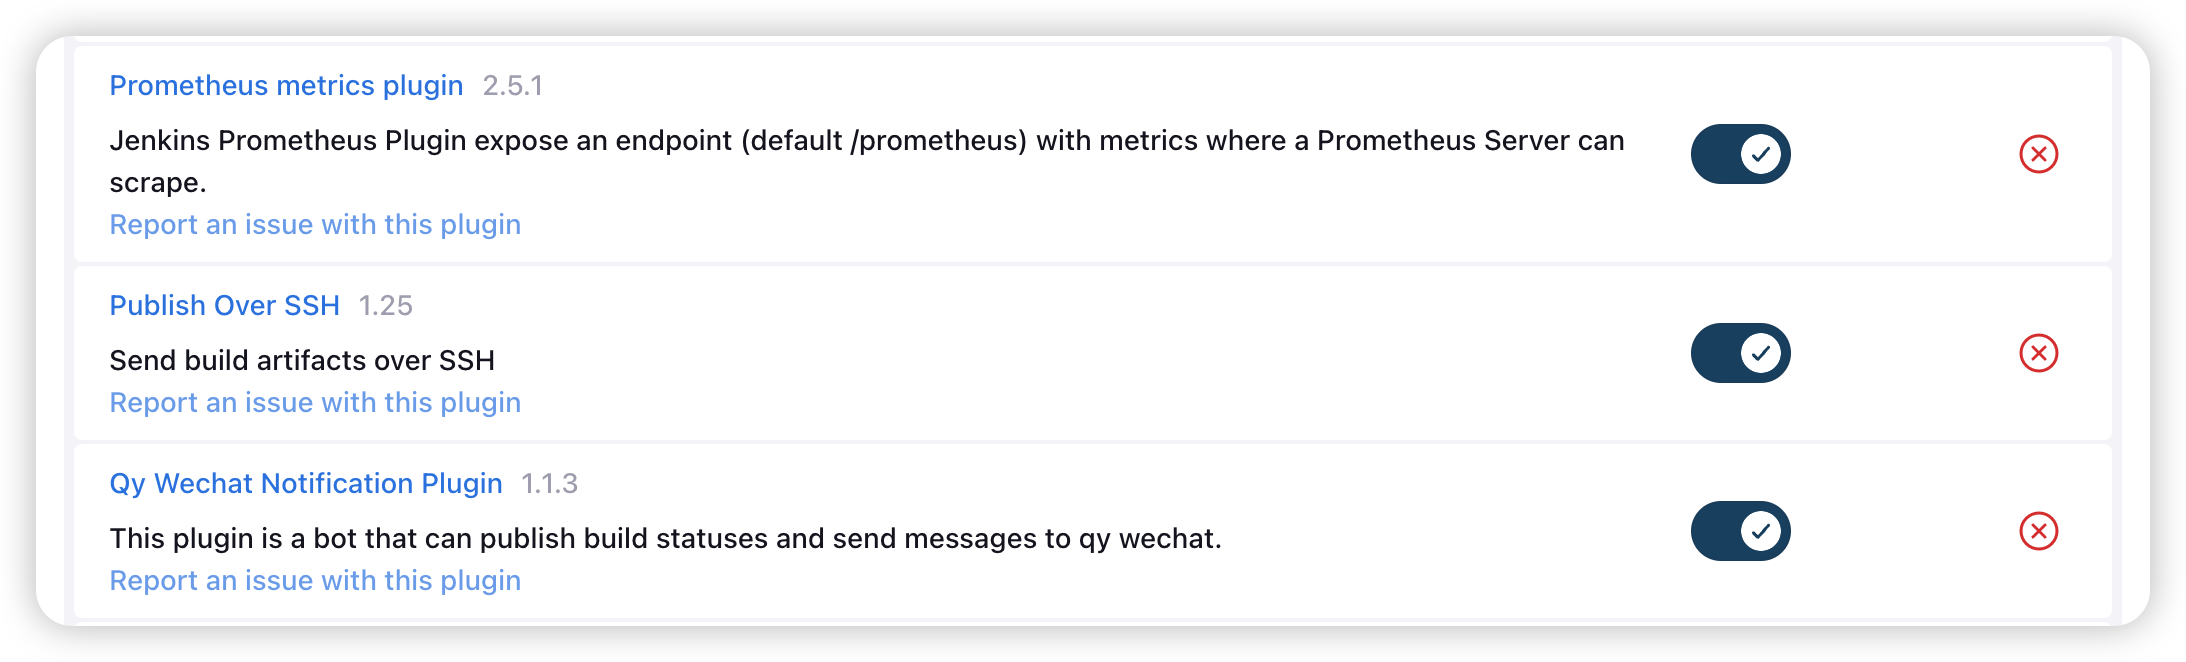 Prometheus metrics plugin 2.5.1
Jenkins Prometheus Plugin expose an endpoint (default /prometheus) with metrics where a Prometheus Server can
scrape.
Report an issue with this plugin
Publish Over SSH 1.25
Send build artifacts over SSH
Report an issue with this plugin
Qy Wechat Notification Plugin 1.1.3
This plugin is a bot that can publish build statuses and send messages to qy wechat.
Report an issue with this plugin